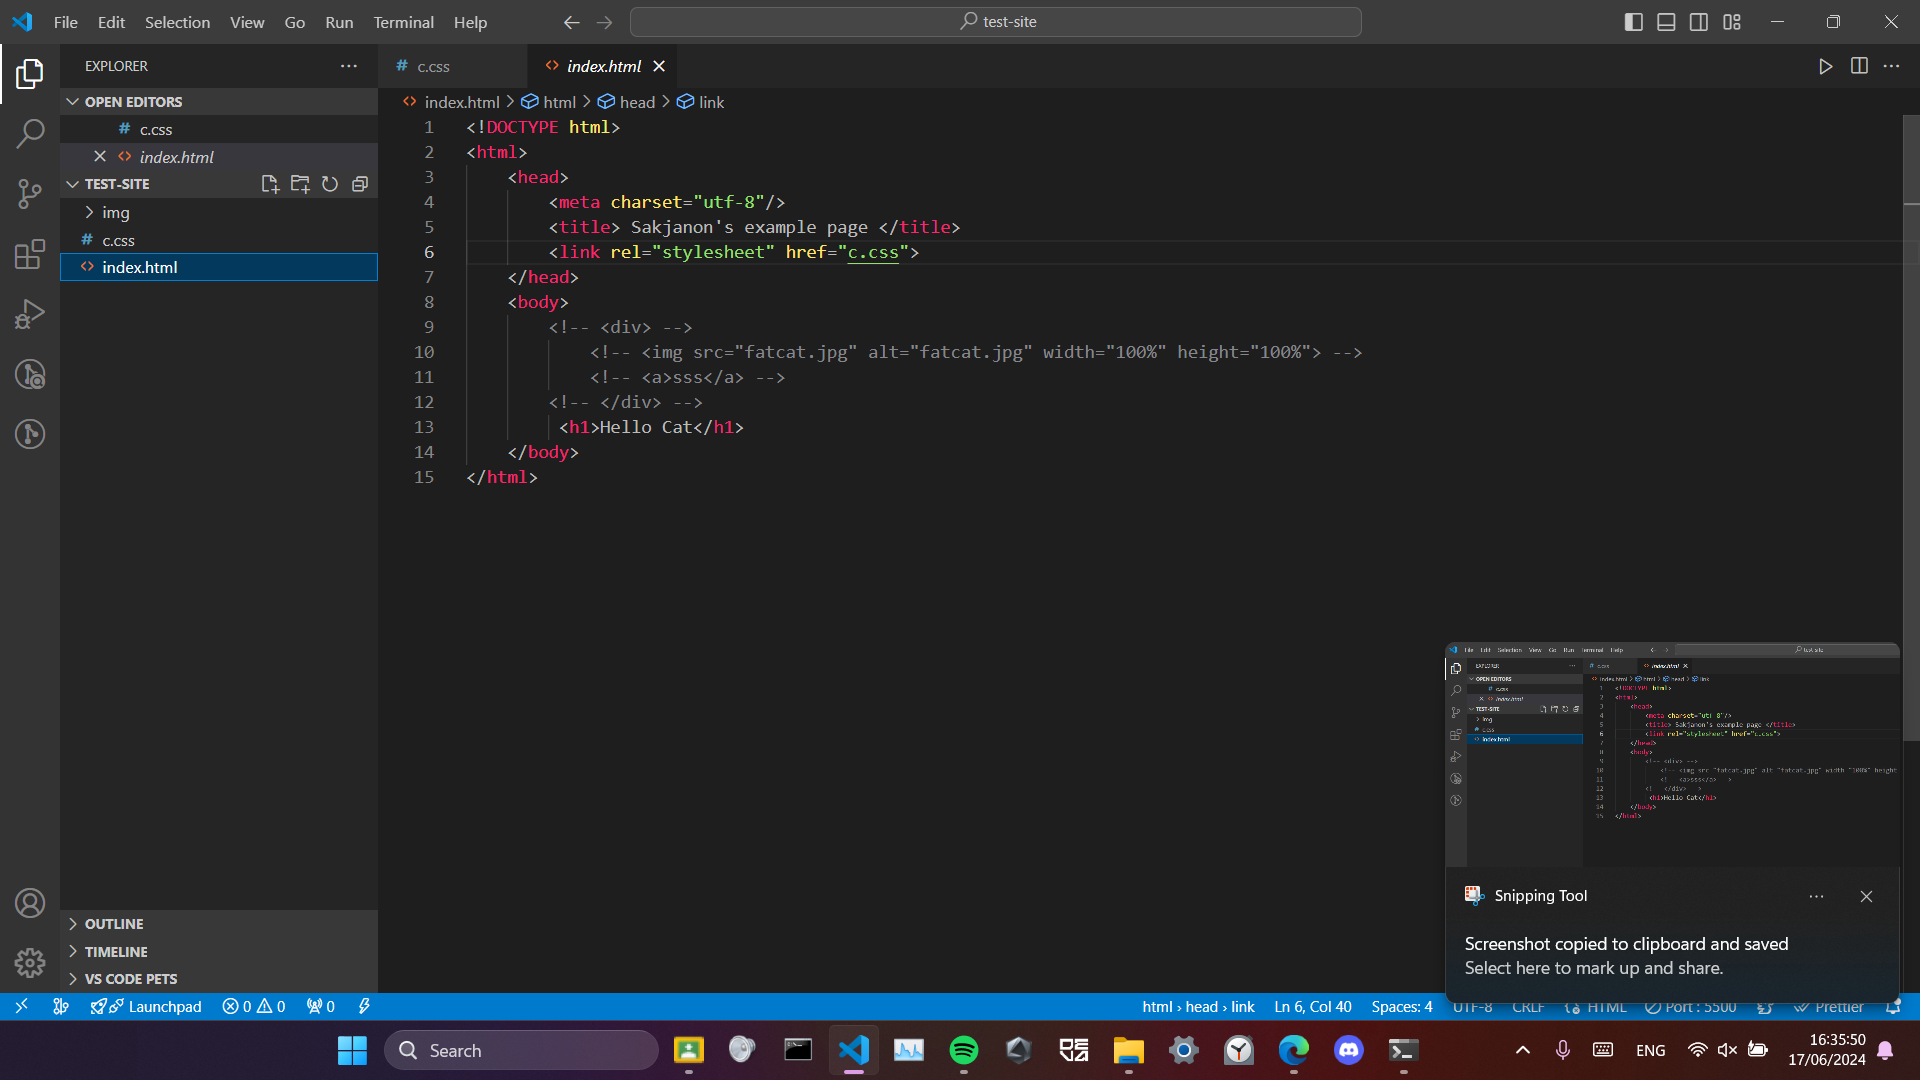 File Edit Selection View Go Run Terminal Help
test-site
EXPLORER
OPEN EDITORS
# c.css
index.html
TEST-SITE
img
# c.css
index.html
OUTLINE
TIMELINE
VS CODE PETS
# c.css
index.html
index.html > html > head > link
1 <!DOCTYPE html>
2 <html>
3 <head>
4 <meta charset="utf-8"/>
5 <title> Sakjanon's example page </title>
6 <link rel="stylesheet" href="c.css">
7 </head>
8 <body>
9 <!-- <div> -->
10 <!-- <img src="fatcat.jpg" alt="fatcat.jpg" width="100%" height="100%"> -->
11 <!-- <a>sss</a> -->
12 <!-- </div> -->
13 <h1>Hello Cat</h1>
14 </body>
15 </html>
Snipping Tool
Screenshot copied to clipboard and saved
Select here to mark up and share.
Launchpad 0 0 0
html › head › link Ln 6, Col 40 Spaces: 4 UTF-8 CRLF HTML Port : 5500 Prettier
Search
ENG
16:35:50
17/06/2024